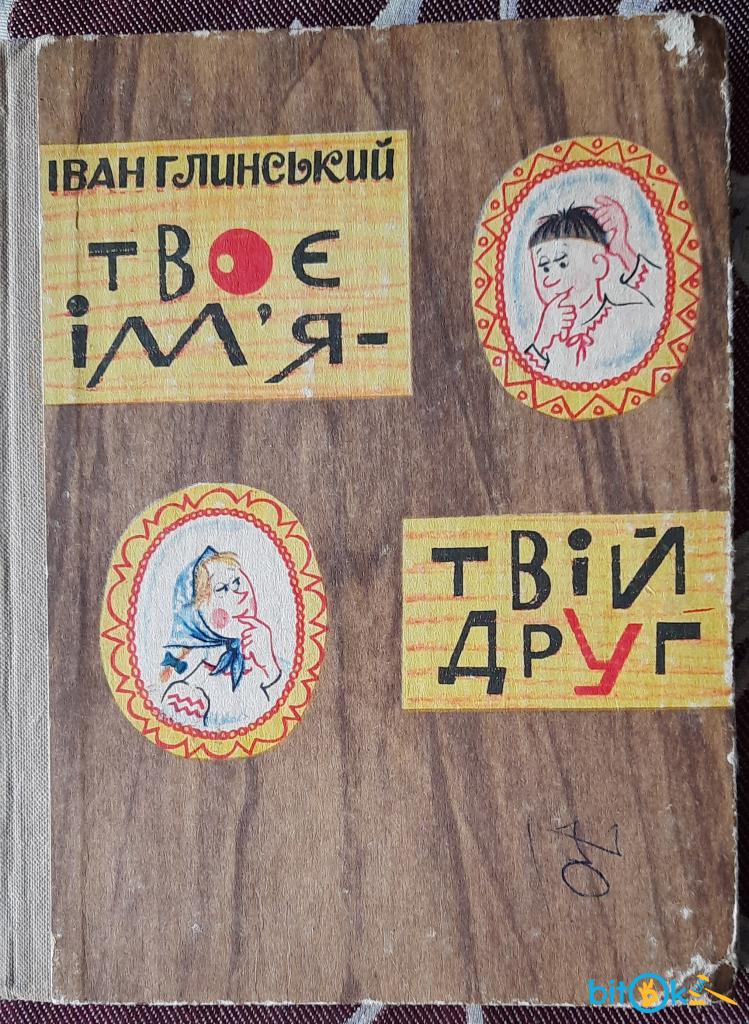 ІВАН ГЛИНСЬКИЙ
ТВОЄ
ІМ'Я-
ТВІЙ
ДРУГ
bitok